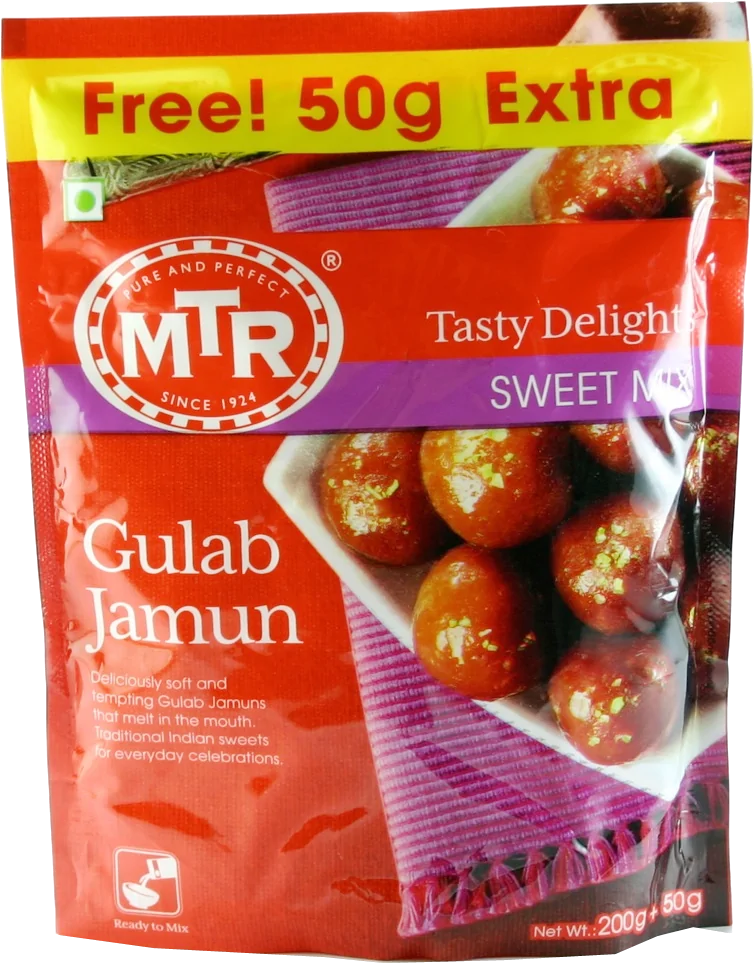 Free! 50g Extra
PURE AND PERFECT
®
MTR
SINCE 1924
Tasty Delights
SWEET MIX
Gulab
Jamun
Deliciously soft and
tempting Gulab Jamuns
that melt in the mouth.
Traditional Indian sweets
for everyday celebrations.
Ready to Mix
Net Wt.: 200g + 50g